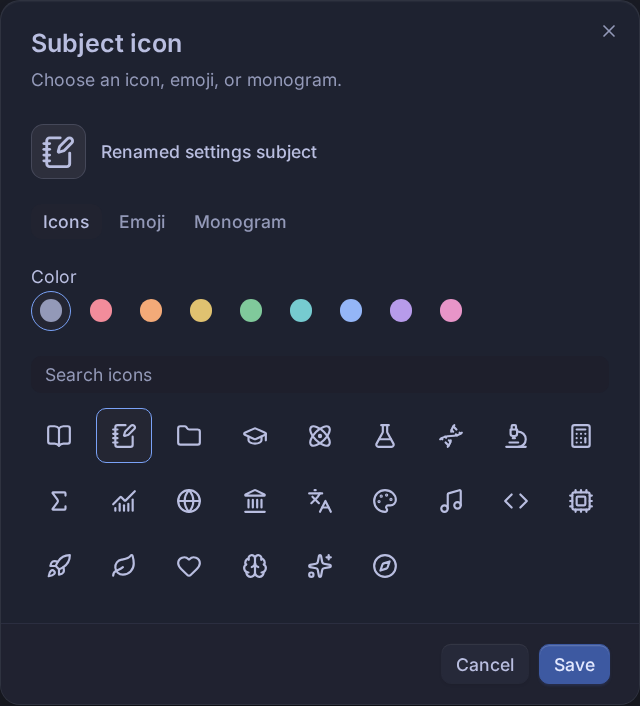 Subject icon
Choose an icon, emoji, or monogram.
Renamed settings subject
Icons Emoji Monogram
Color
Search icons
Cancel Save